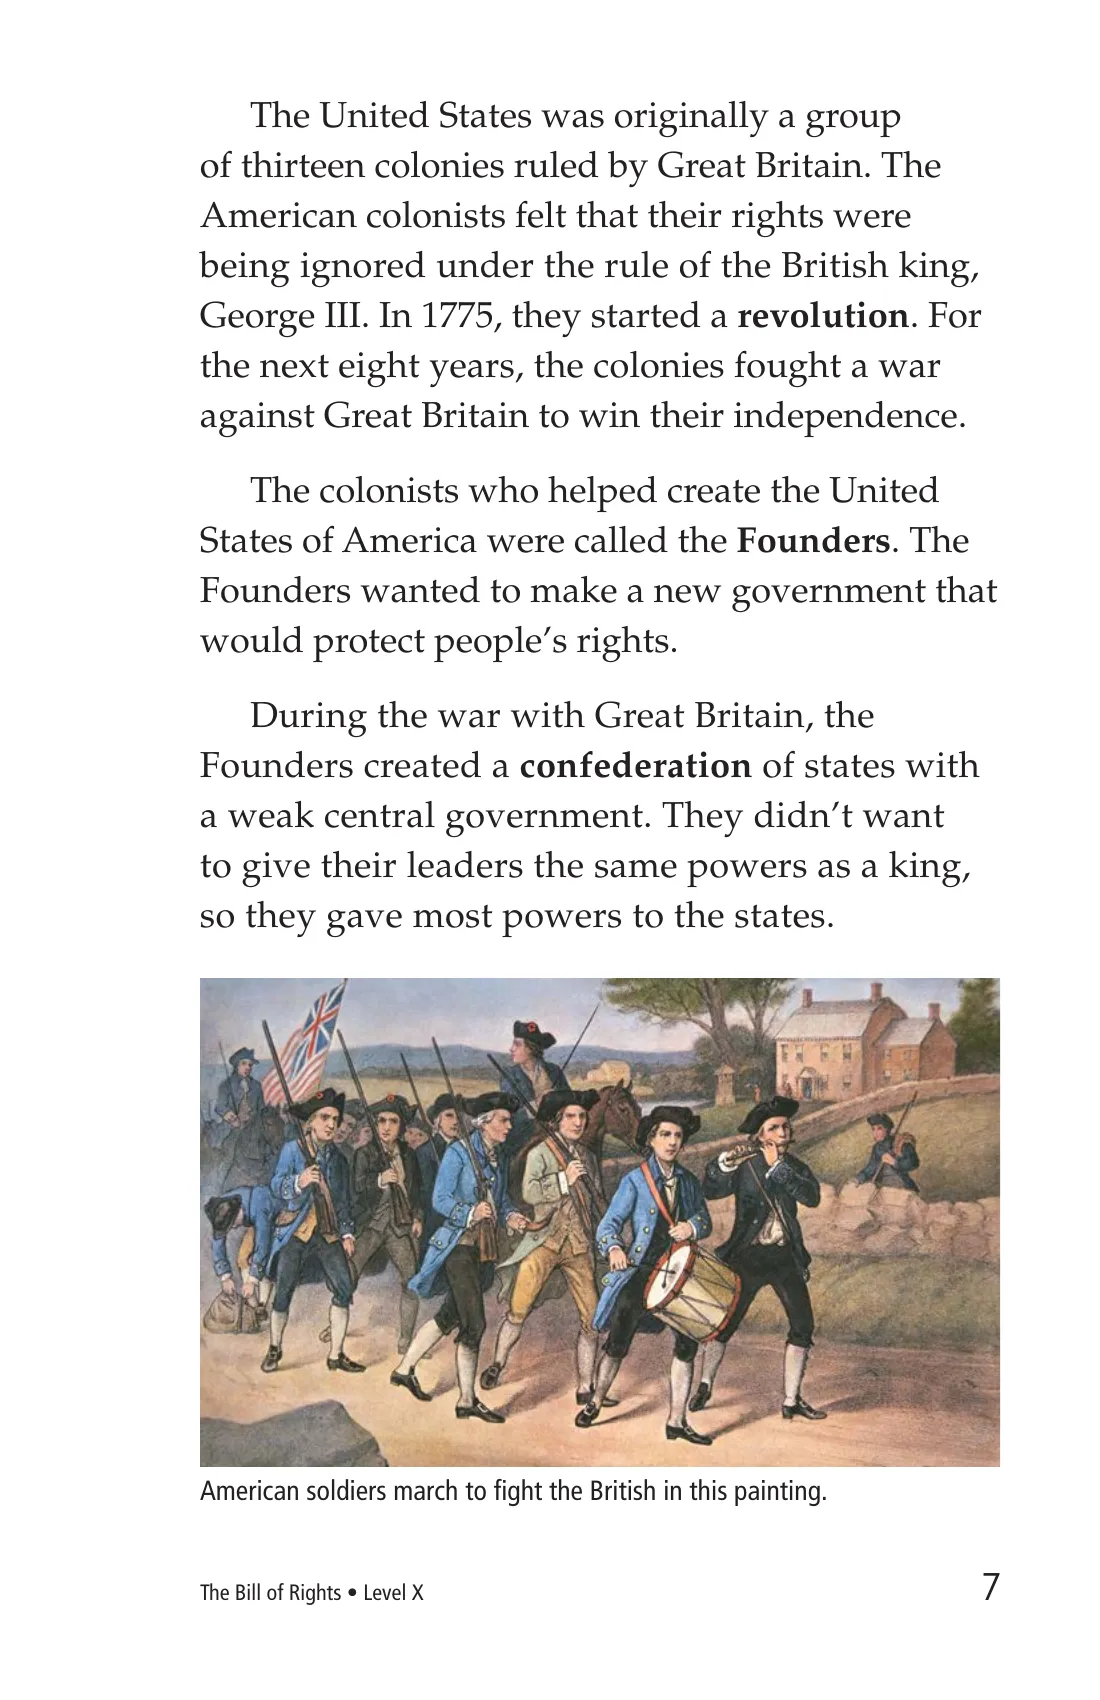 The United States was originally a group
of thirteen colonies ruled by Great Britain. The
American colonists felt that their rights were
being ignored under the rule of the British king,
George III. In 1775, they started a revolution. For
the next eight years, the colonies fought a war
against Great Britain to win their independence.
The colonists who helped create the United
States of America were called the Founders. The
Founders wanted to make a new government that
would protect people’s rights.
During the war with Great Britain, the
Founders created a confederation of states with
a weak central government. They didn’t want
to give their leaders the same powers as a king,
so they gave most powers to the states.
American soldiers march to fight the British in this painting.
The Bill of Rights • Level X
7